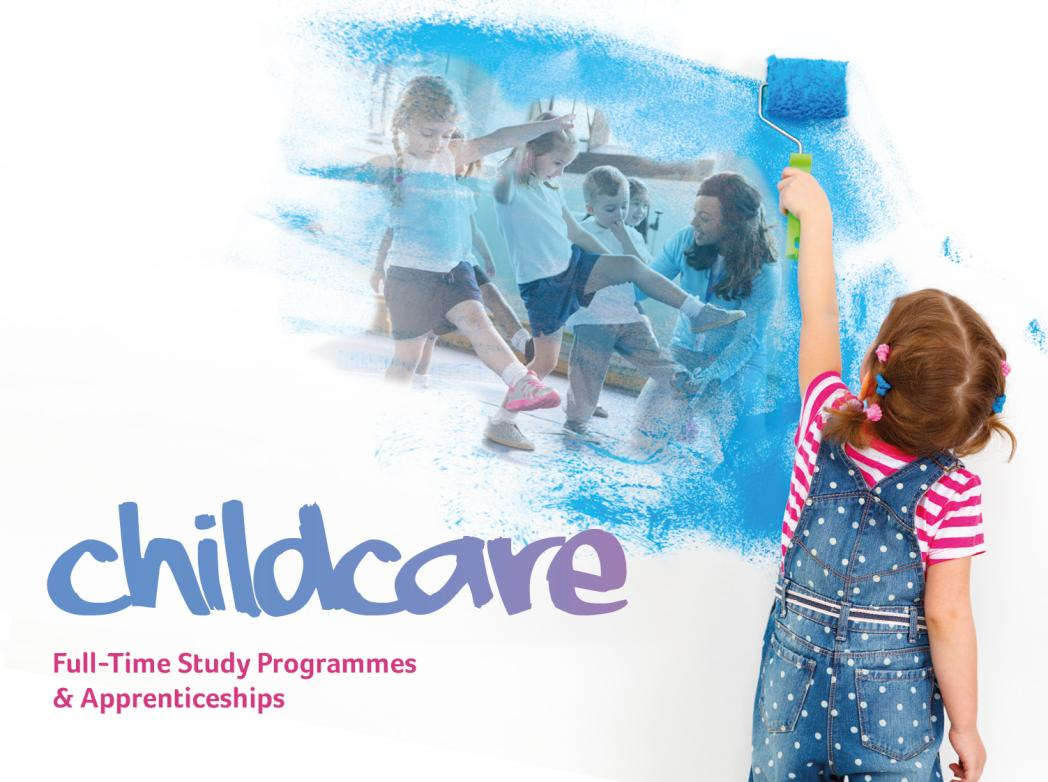 childcare
Full-Time Study Programmes
& Apprenticeships